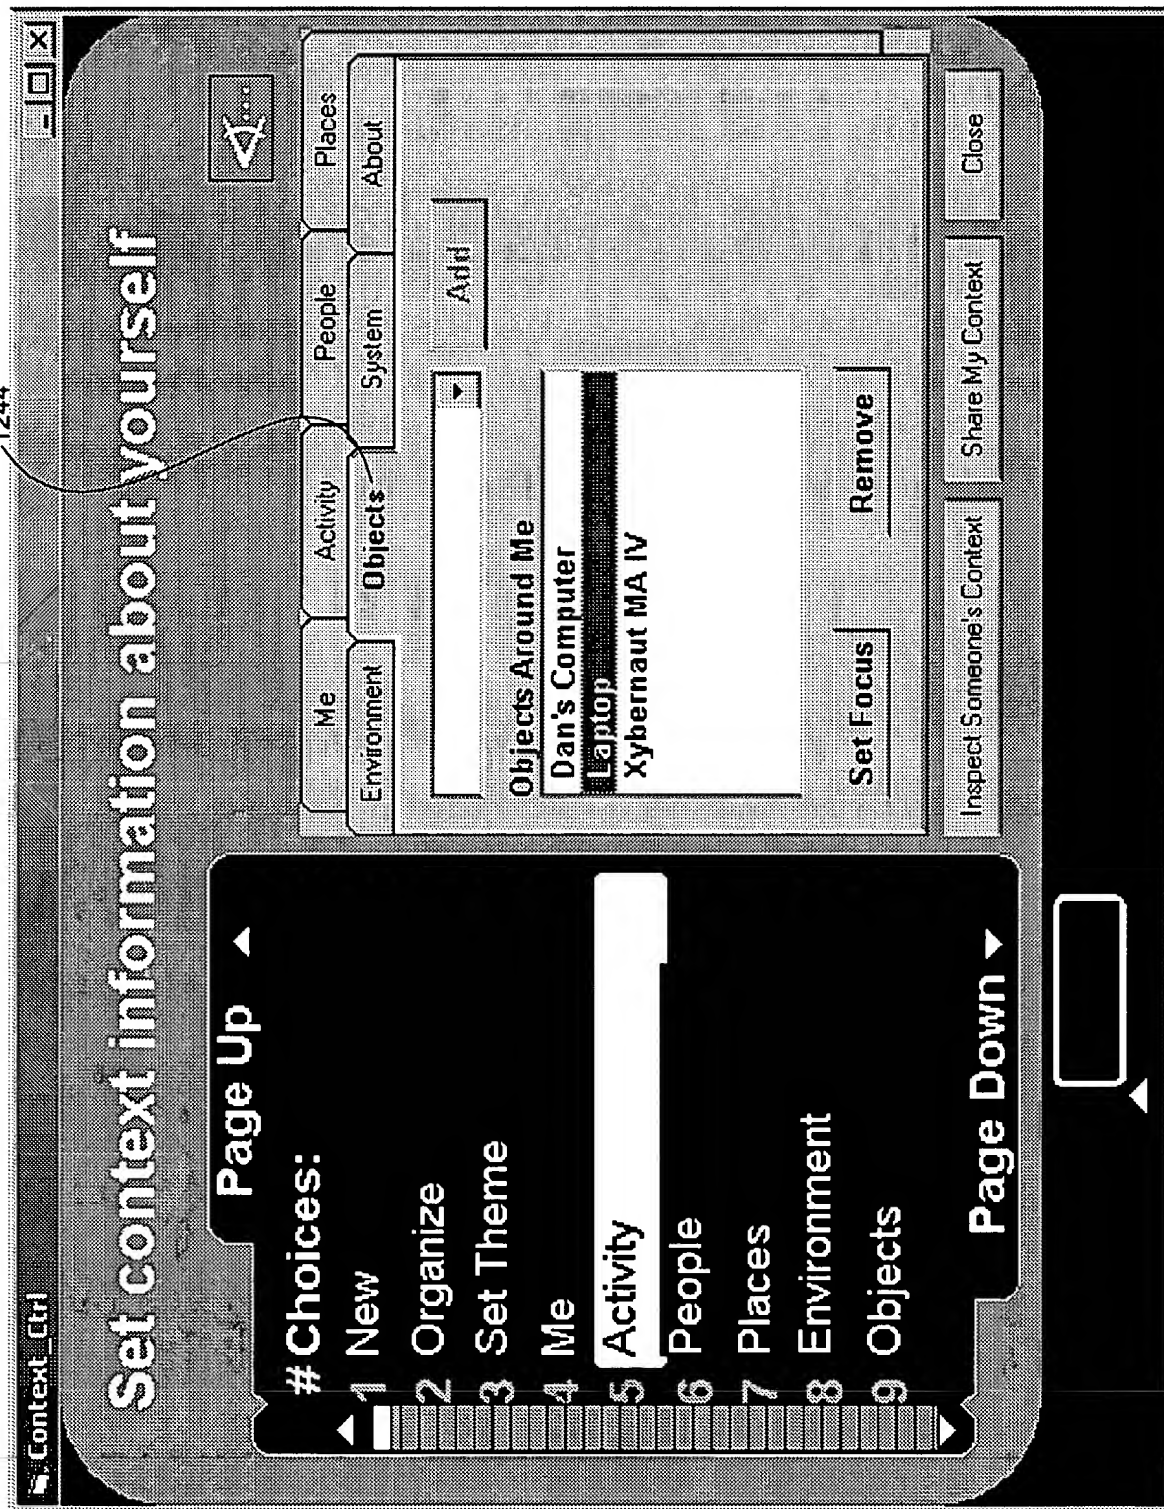 1244
Context_Ctrl
Set context information about yourself
Page Up
# Choices:
1 New
2 Organize
3 Set Theme
4 Me
5 Activity
6 People
7 Places
8 Environment
9 Objects
Page Down
Me Activity People Places
Environment Objects System About
Add
Objects Around Me
Dan's Computer
Laptop
Xybernaut MA IV
Set Focus Remove
Inspect Someone's Context Share My Context Close